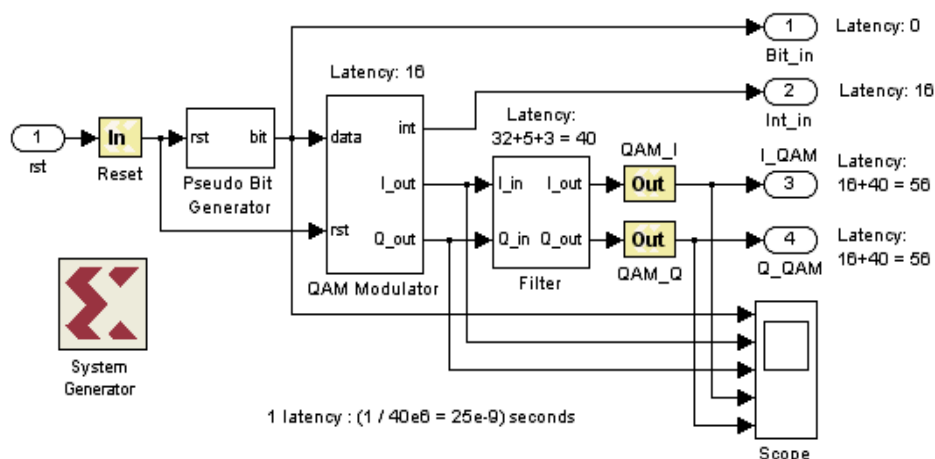 1
Bit_in
Latency: 0
Latency: 16
2
Int_in
Latency: 16
Latency:
32+5+3 = 40
1
rst
In
Reset
rst
bit
Pseudo Bit
Generator
data
int
I_out
rst
Q_out
QAM Modulator
I_in
I_out
Q_in
Q_out
Filter
QAM_I
Out
Out
QAM_Q
I_QAM
3
Latency:
16+40 = 56
4
Q_QAM
Latency:
16+40 = 56
System
Generator
1 latency : (1 / 40e6 = 25e-9) seconds
Scope